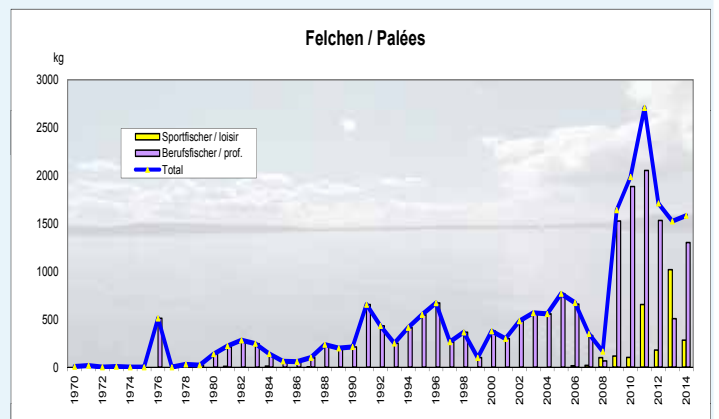 Felchen / Palées
kg
3000
2500
2000
1500
1000
500
0
Sportfischer / loisir
Berufsfischer / prof.
Total
1970 1972 1974 1976 1978 1980 1982 1984 1986 1988 1990 1992 1994 1996 1998 2000 2002 2004 2006 2008 2010 2012 2014